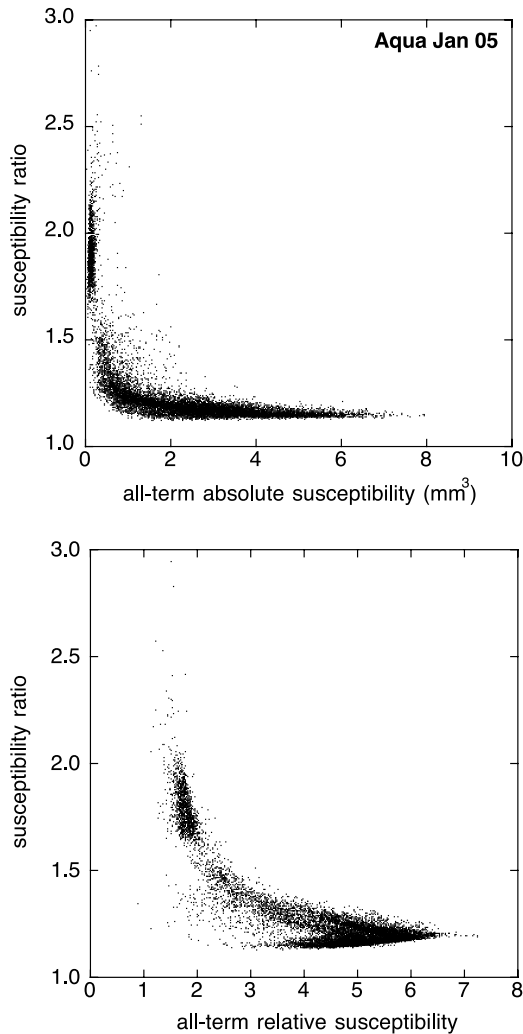 Aqua Jan 05
3.0
2.5
2.0
1.5
1.0
susceptibility ratio
0 2 4 6 8 10
all-term absolute susceptibility (mm³)
3.0
2.5
2.0
1.5
1.0
susceptibility ratio
0 1 2 3 4 5 6 7 8
all-term relative susceptibility